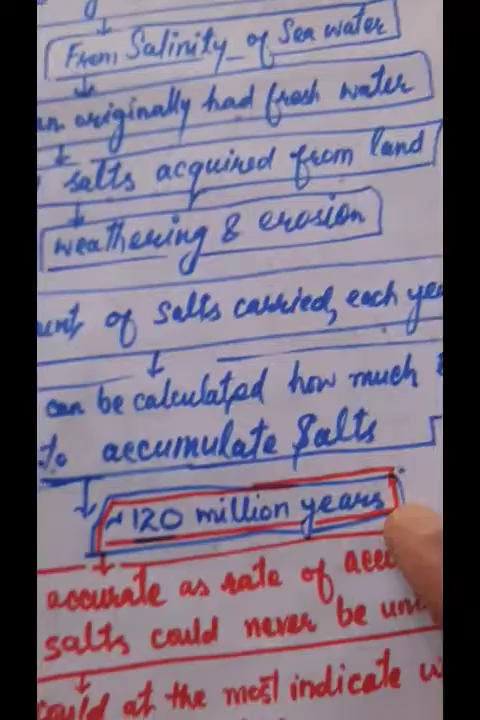 From Salinity of Sea water
originally had fresh water
salts acquired from land
weathering & erosion
of salts carried, each
can be calculated how much
to accumulate salts
~ 120 million years
accurate as rate of
salts could never be
could at the most indicate